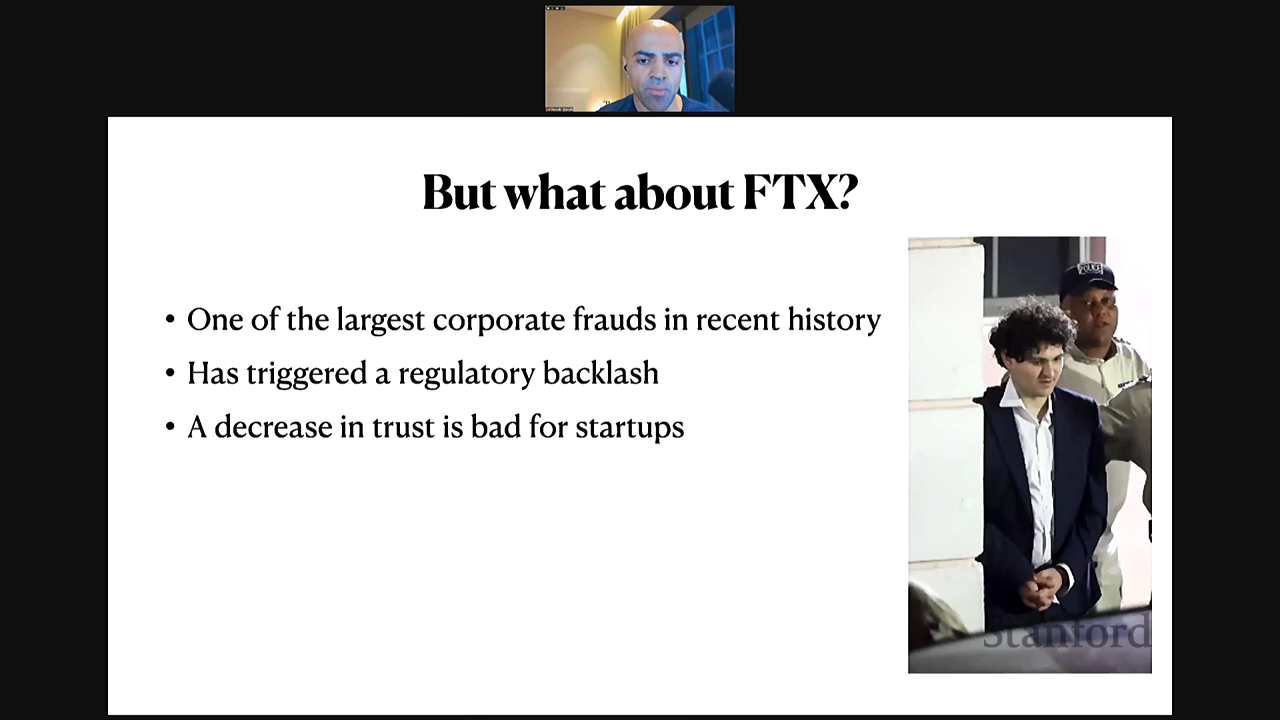 But what about FTX?
• One of the largest corporate frauds in recent history
• Has triggered a regulatory backlash
• A decrease in trust is bad for startups
POLICE
Stanford